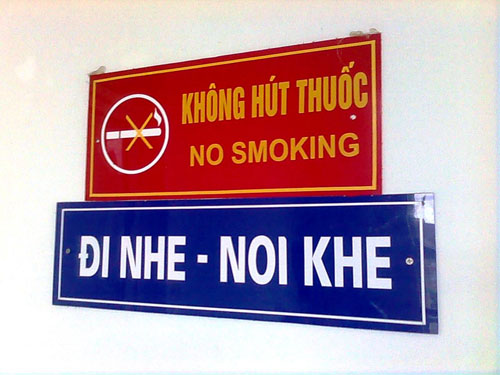 KHÔNG HÚT THUỐC
NO SMOKING
ĐI NHE - NOI KHE